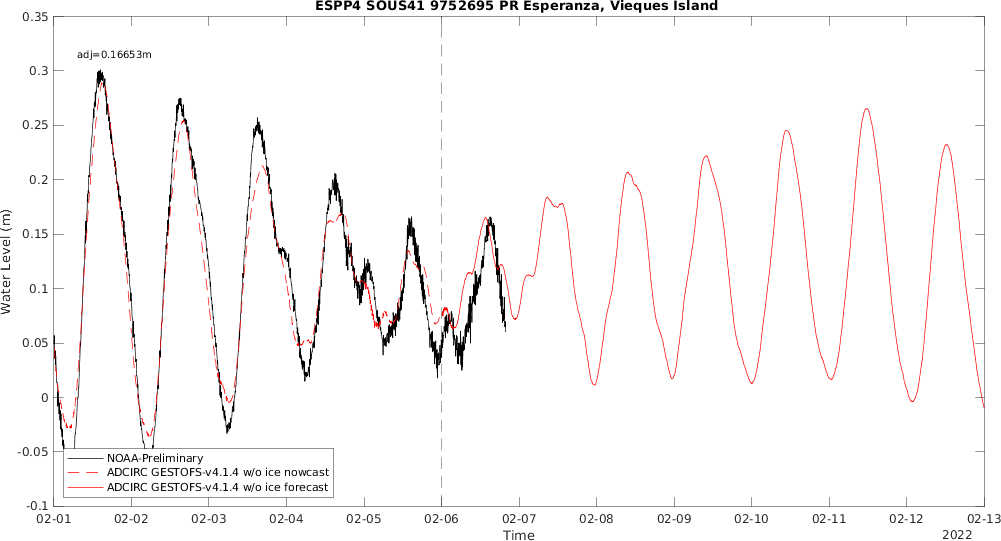 ESPP4 SOUS41 9752695 PR Esperanza, Vieques Island
0.35
adj=0.16653m
0.3
0.25
0.2
0.15
0.1
0.05
0
-0.05
-0.1
Water Level (m)
NOAA-Preliminary
ADCIRC GESTOFS-v4.1.4 w/o ice nowcast
ADCIRC GESTOFS-v4.1.4 w/o ice forecast
02-01 02-02 02-03 02-04 02-05 02-06 02-07 02-08 02-09 02-10 02-11 02-12 02-13
Time
2022